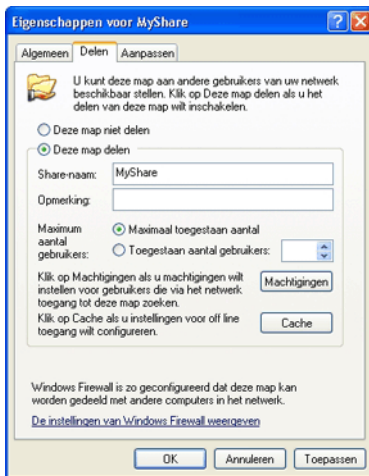 Eigenschappen voor MyShare
Algemeen Delen Aanpassen
U kunt deze map aan andere gebruikers van uw netwerk
beschikbaar stellen. Klik op Deze map delen als u het
delen van deze map wilt inschakelen.
Deze map niet delen
Deze map delen
Share-naam: MyShare
Opmerking:
Maximum
aantal
gebruikers:
Maximaal toegestaan aantal
Toegestaan aantal gebruikers:
Klik op Machtigingen als u machtigingen wilt
instellen voor gebruikers die via het netwerk
toegang tot deze map zoeken.
Machtigingen
Klik op Cache als u instellingen voor off line
toegang wilt configureren.
Cache
Windows Firewall is zo geconfigureerd dat deze map kan
worden gedeeld met andere computers in het netwerk.
De instellingen van Windows Firewall weergeven
OK Annuleren Toepassen